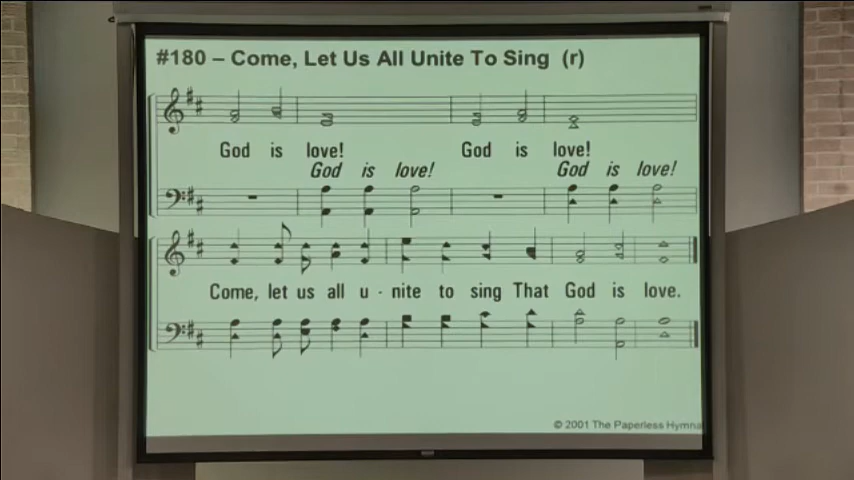 #180 – Come, Let Us All Unite To Sing (r)
God is love! God is love!
God is love! God is love!
Come, let us all u - nite to sing That God is love.
© 2001 The Paperless Hymna